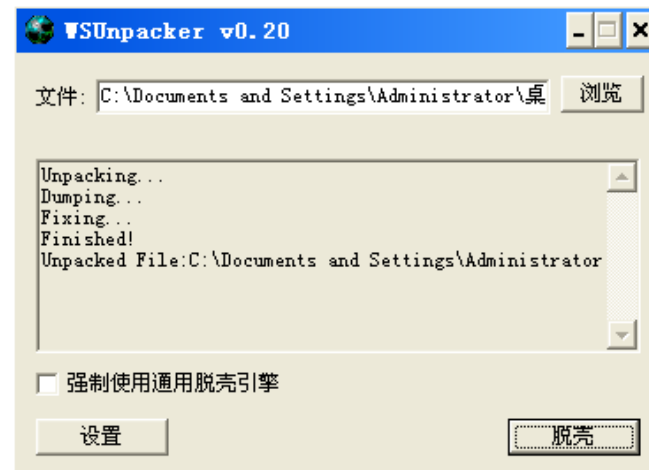 WSUnpacker v0.20
文件: C:\Documents and Settings\Administrator\桌 浏览
Unpacking...
Dumping...
Fixing...
Finished!
Unpacked File:C:\Documents and Settings\Administrator
强制使用通用脱壳引擎
设置 脱壳